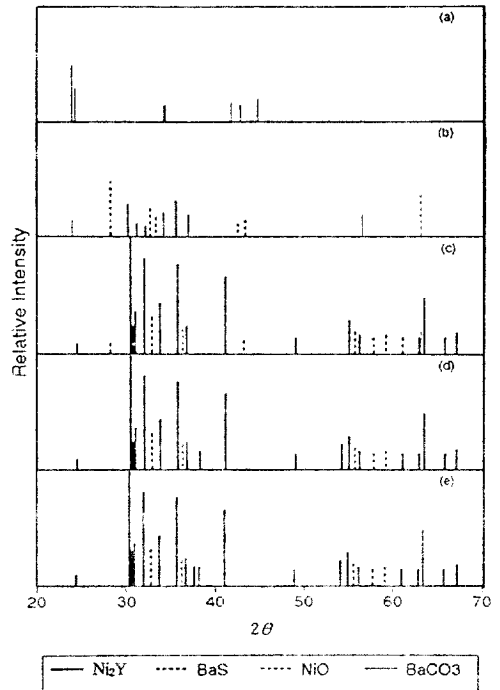 (a)
(b)
(c)
(d)
(e)
Relative Intensity
20 30 40 50 60 70
2θ
Ni₂Y BaS NiO BaCO3